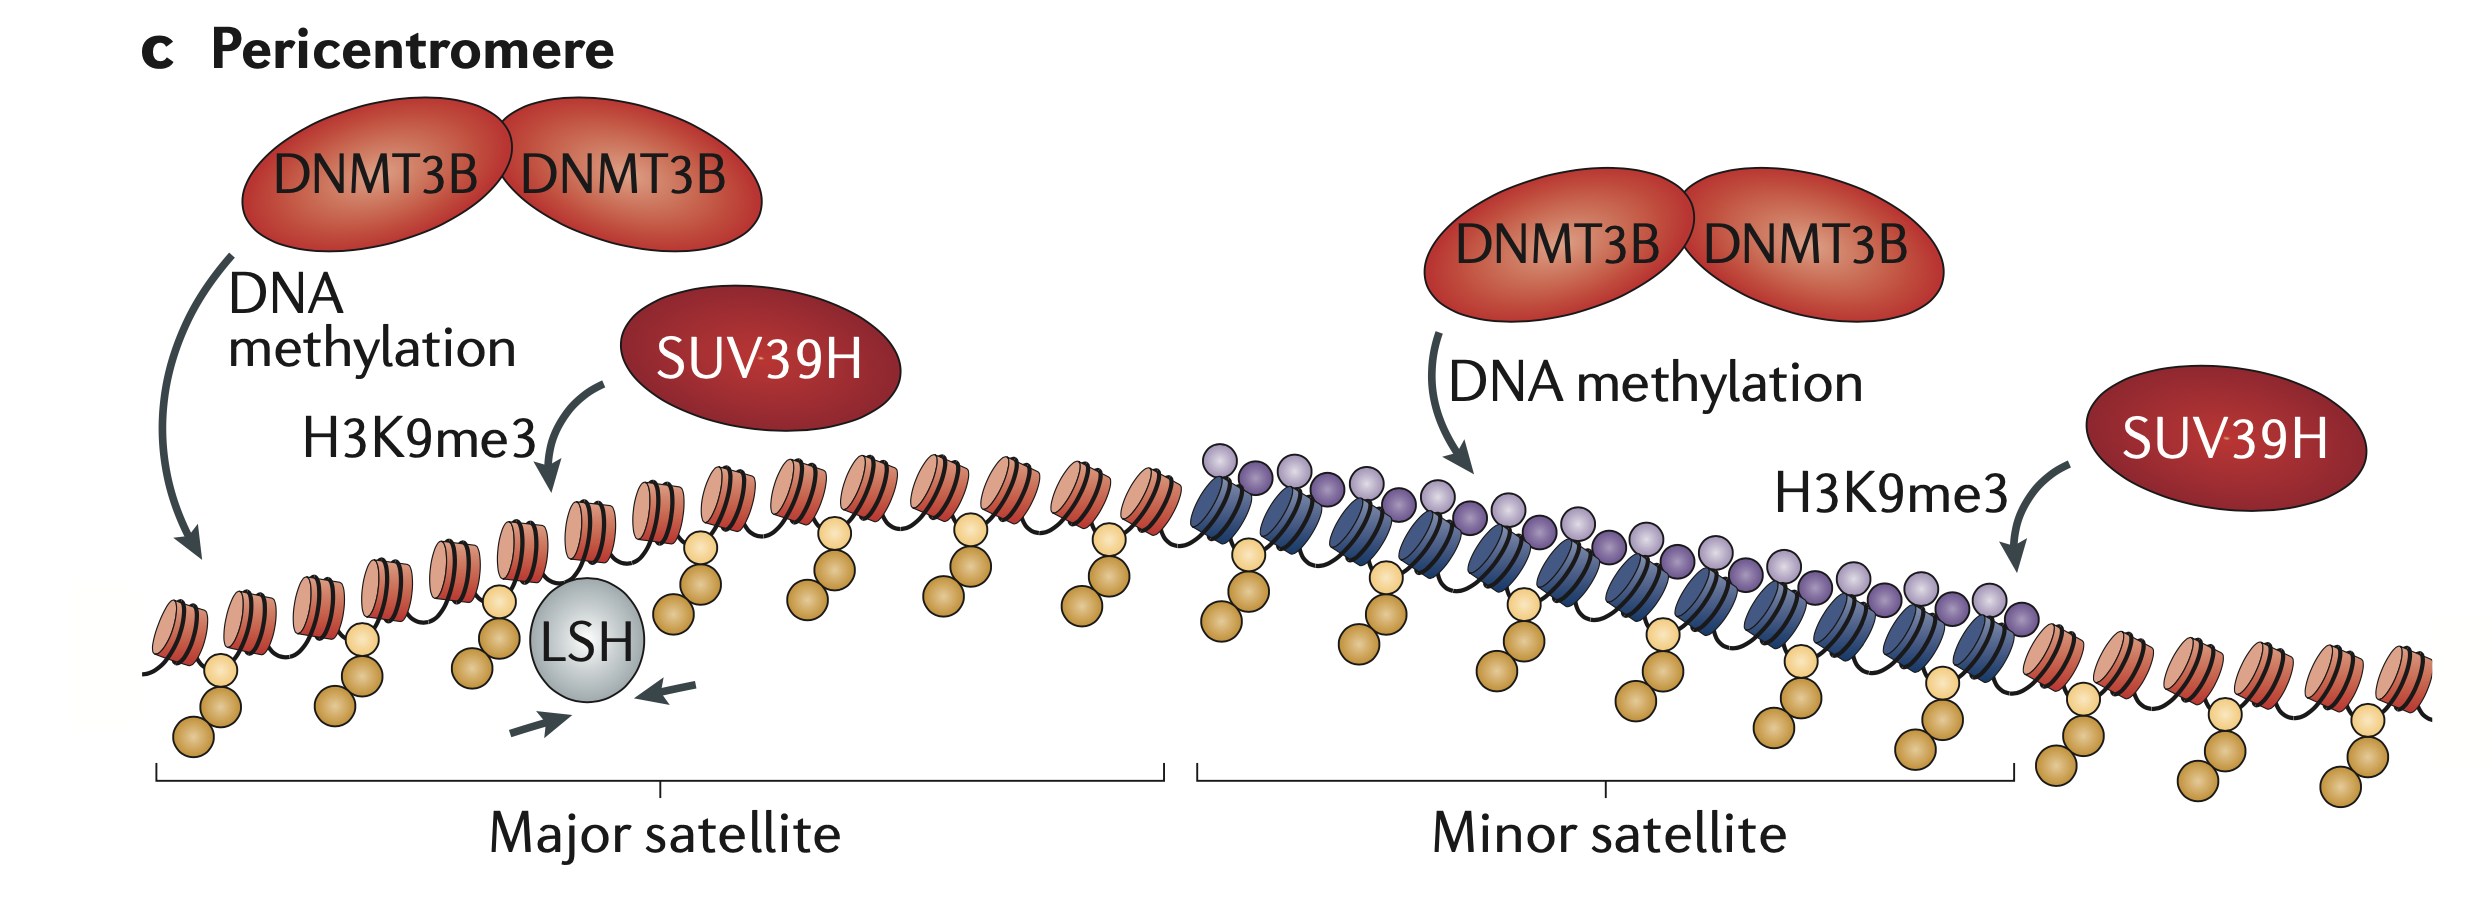 c Pericentromere
DNMT3B DNMT3B
DNA
methylation
SUV39H
H3K9me3
LSH
Major satellite
DNMT3B DNMT3B
DNA methylation
SUV39H
H3K9me3
Minor satellite